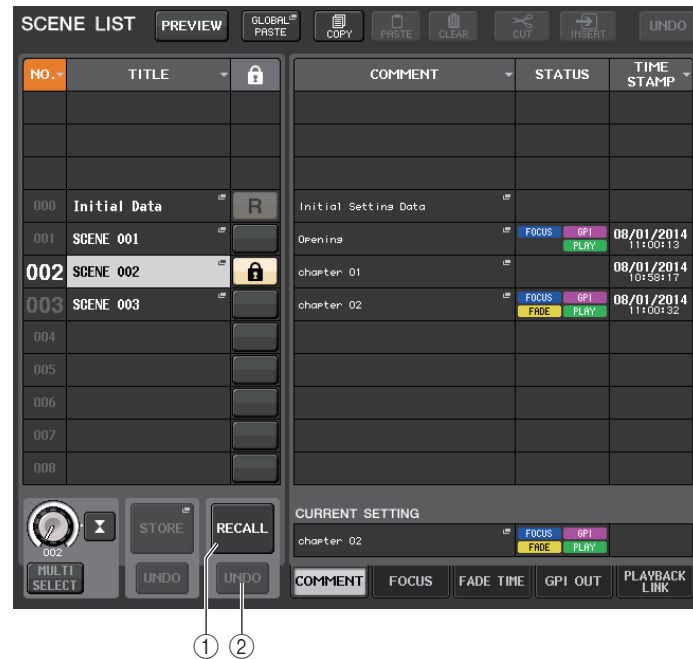 SCENE LIST PREVIEW GLOBAL PASTE COPY PASTE CLEAR CUT INSERT UNDO
NO. TITLE COMMENT STATUS TIME STAMP
000 Initial Data R Initial Setting Data
001 SCENE 001 Opening FOCUS GPI PLAY 08/01/2014 11:00:13
002 SCENE 002 chapter 01 08/01/2014 10:58:17
003 SCENE 003 chapter 02 FOCUS GPI FADE PLAY 08/01/2014 11:00:32
004
005
006
007
008
CURRENT SETTING
002 STORE RECALL chapter 02 FOCUS GPI FADE PLAY
MULTI SELECT UNDO UNDO COMMENT FOCUS FADE TIME GPI OUT PLAYBACK LINK
① ②